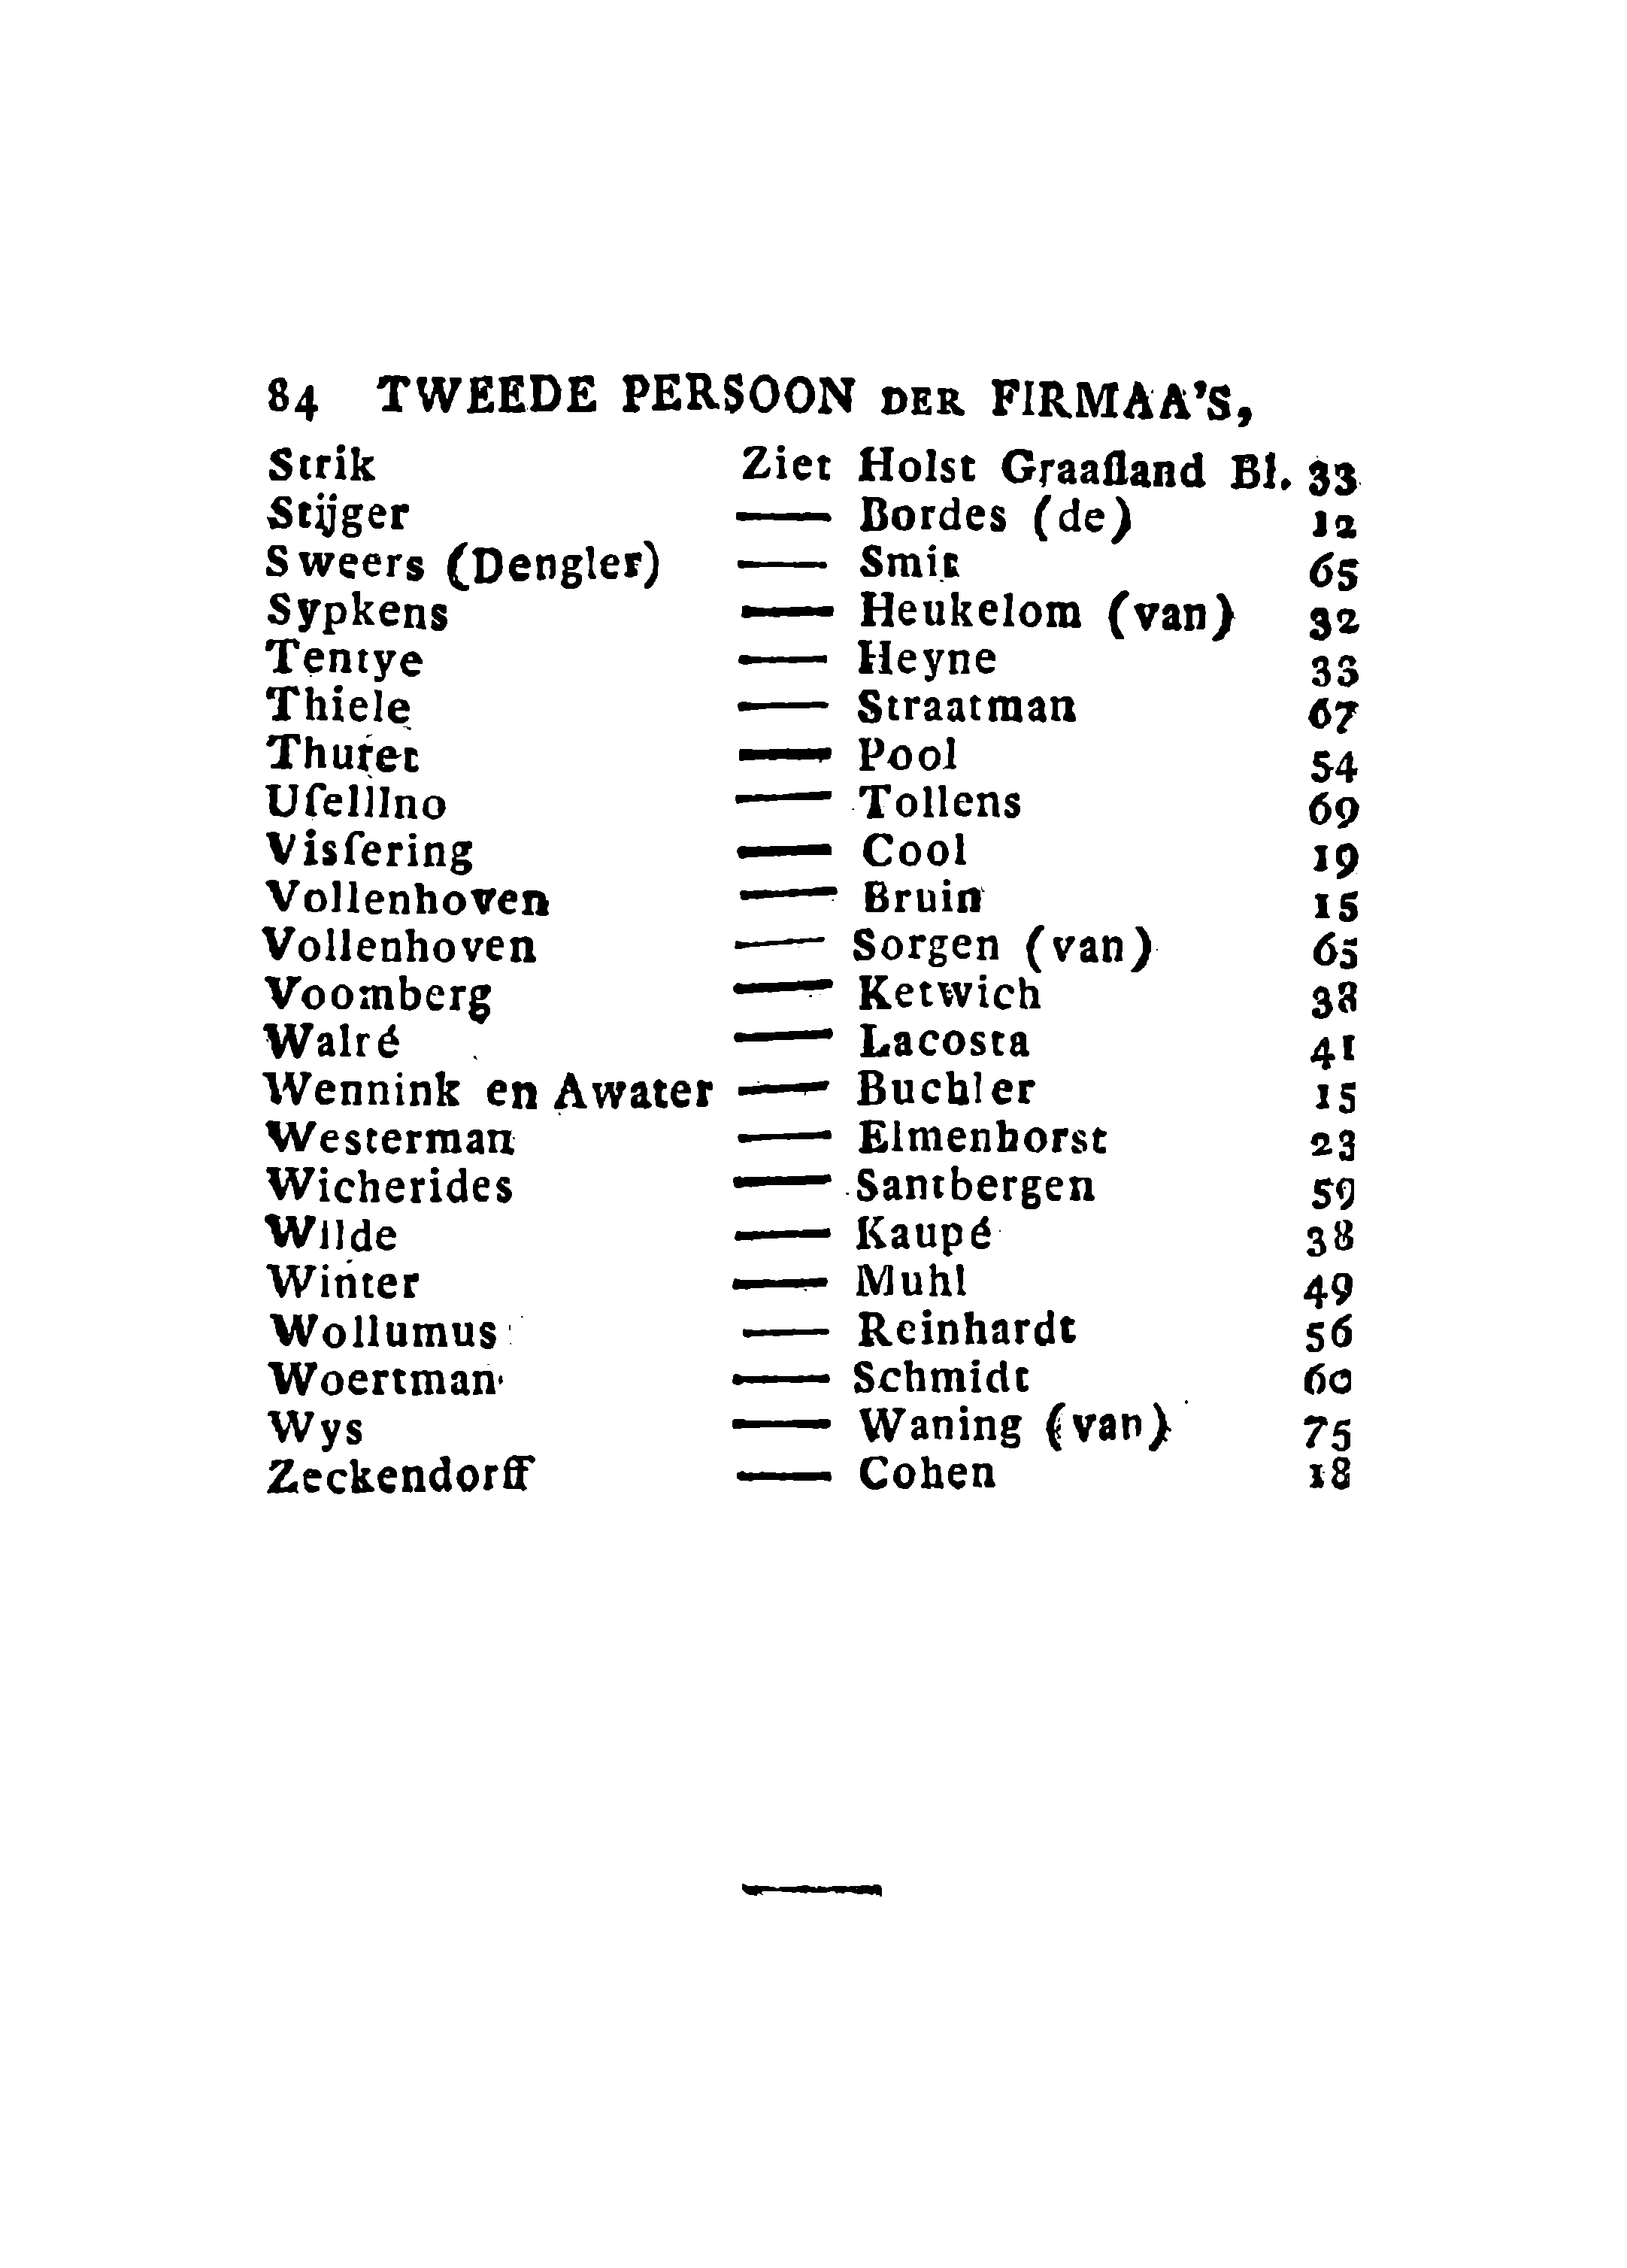 84 TWEEDE PERSOON DER FIRMAA'S,
Strik Ziet Holst Graafland Bl. 33
Stijger — Bordes (de) 12
Sweers (Dengler) — Smit 65
Sypkens — Heukelom (van) 32
Tentye — Heyne 33
Thiele — Straatman 67
Thuret — Pool 54
Uſellino — Tollens 69
Visſering — Cool 19
Vollenhoven — Bruin 15
Vollenhoven — Sorgen (van) 65
Voomberg — Ketwich 38
Walré — Lacosta 41
Wennink en Awater — Buchler 15
Westerman — Elmenhorst 23
Wicherides — Santbergen 59
Wilde — Kaupé 38
Winter — Muhl 49
Wollumus — Reinhardt 56
Woertman — Schmidt 60
Wys — Waning (van) 75
Zeckendorff — Cohen 18